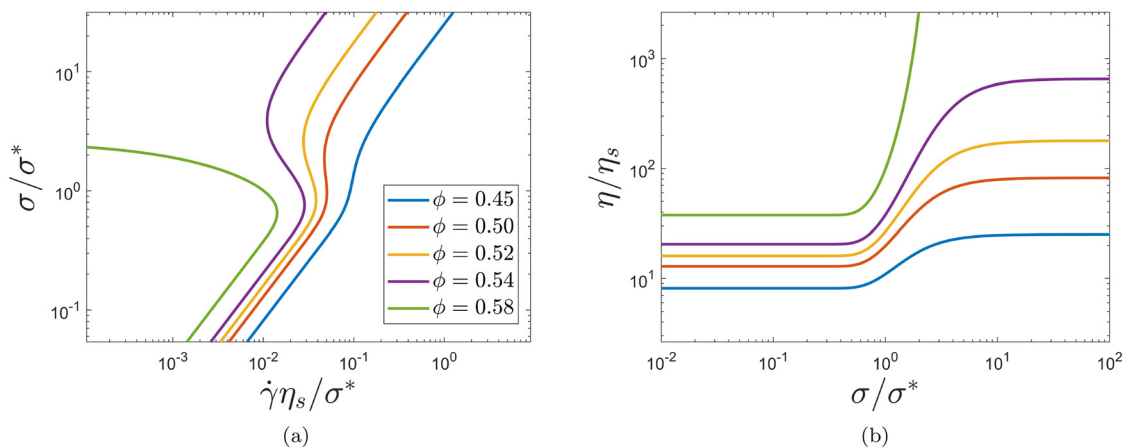 10¹
10⁰
10⁻¹
σ/σ*
10⁻³
10⁻²
10⁻¹
10⁰
γ̇η_s/σ*
ϕ = 0.45
ϕ = 0.50
ϕ = 0.52
ϕ = 0.54
ϕ = 0.58
(a)
10³
10²
10¹
η/η_s
10⁻²
10⁻¹
10⁰
10¹
10²
σ/σ*
(b)